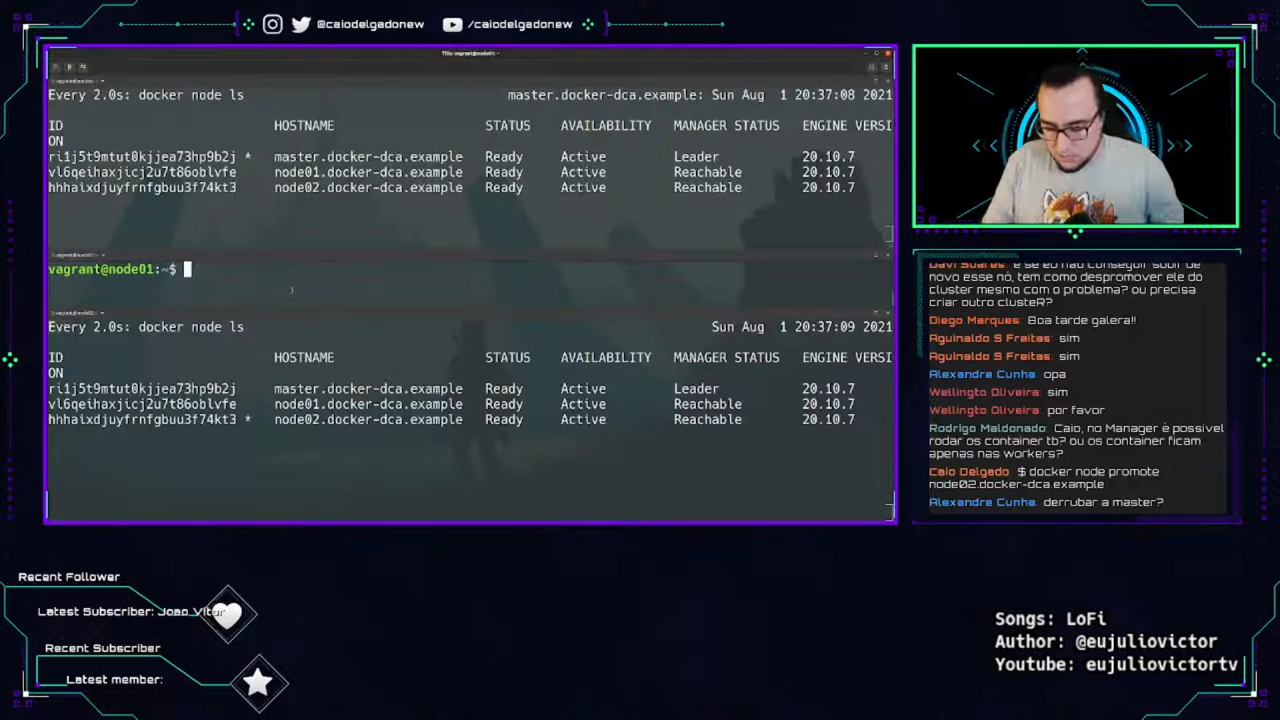 @caiodelgadonew
/caiodelgadonew
Every 2.0s: docker node ls master.docker-dca.example: Sun Aug  1 20:37:08 2021
ID HOSTNAME STATUS AVAILABILITY MANAGER STATUS ENGINE VERSI
ON
ri1j5t9mtut0kjjea73hp9b2j * master.docker-dca.example Ready Active Leader 20.10.7
vl6qeihaxjicj2u7t86oblvfe node01.docker-dca.example Ready Active Reachable 20.10.7
hhhaixdjuyfrnfgbuu3f74kt3 node02.docker-dca.example Ready Active Reachable 20.10.7
vagrant@node01:~$
Every 2.0s: docker node ls Sun Aug  1 20:37:09 2021
ID HOSTNAME STATUS AVAILABILITY MANAGER STATUS ENGINE VERSI
ON
ri1j5t9mtut0kjjea73hp9b2j master.docker-dca.example Ready Active Leader 20.10.7
vl6qeihaxjicj2u7t86oblvfe node01.docker-dca.example Ready Active Reachable 20.10.7
hhhaixdjuyfrnfgbuu3f74kt3 * node02.docker-dca.example Ready Active Reachable 20.10.7
Davi Suares: e se eu não conseguir subir de
novo esse nó, tem como despromover ele do
cluster mesmo com o problema? ou precisa
criar outro clusteR?
Diego Marques: Boa tarde galera!!
Aguinaldo S Freitas: sim
Aguinaldo S Freitas: sim
Alexandre Cunha: opa
Wellingto Oliveira: sim
Wellingto Oliveira: por favor
Rodrigo Maldonado: Caio, no Manager è possivel
rodar os container tb? ou os container ficam
apenas nas workers?
Caio Delgado: $ docker node promote
node02.docker-dca.example
Alexandre Cunha: derrubar a master?
Recent Follower
Latest Subscriber: Joao Vitor
Recent Subscriber
Latest member:
Songs: LoFi
Author: @eujuliovictor
Youtube: eujuliovictortv